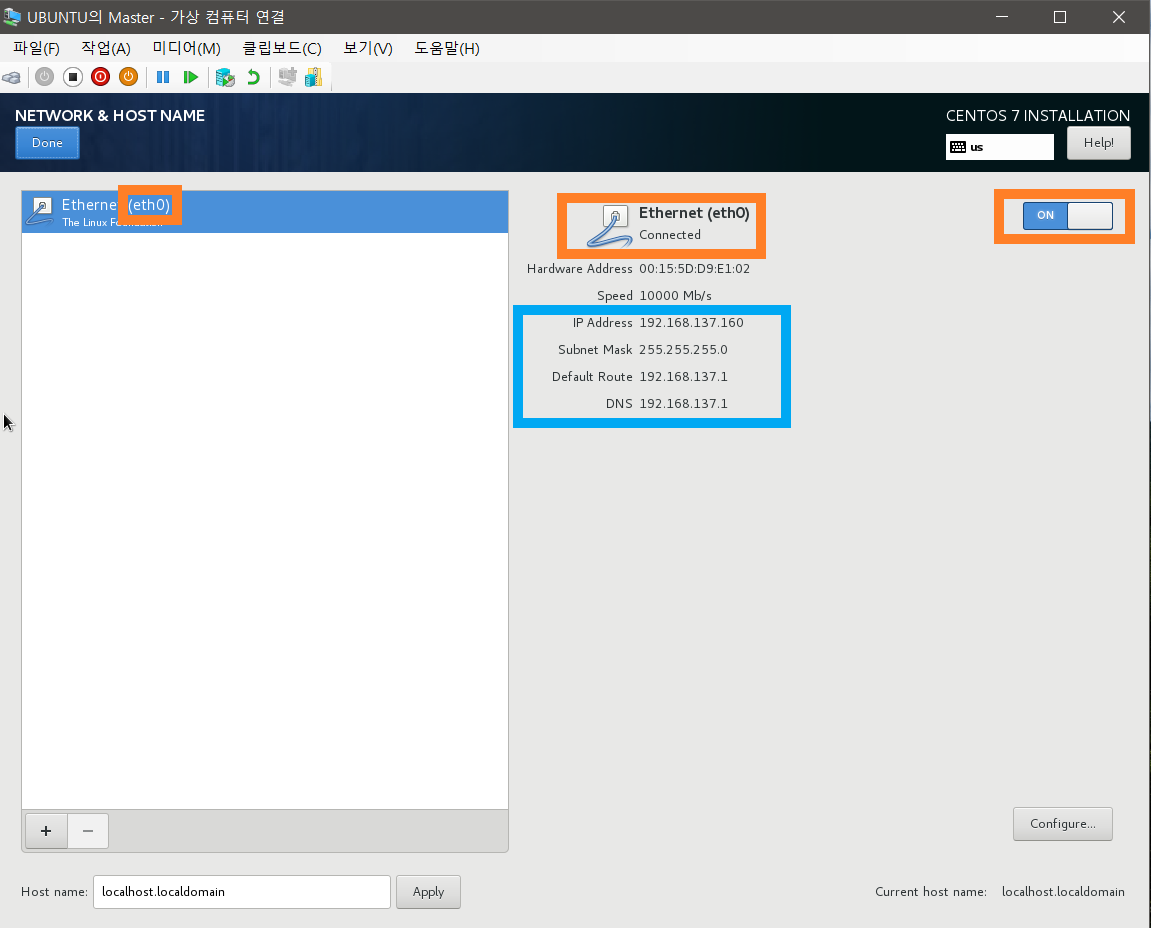 UBUNTU의 Master - 가상 컴퓨터 연결
파일(F) 작업(A) 미디어(M) 클립보드(C) 보기(V) 도움말(H)
NETWORK & HOST NAME
CENTOS 7 INSTALLATION
Done
us
Help!
Ethernet (eth0)
The Linux Foundation
Ethernet (eth0)
Connected
ON
Hardware Address 00:15:5D:D9:E1:02
Speed 10000 Mb/s
IP Address 192.168.137.160
Subnet Mask 255.255.255.0
Default Route 192.168.137.1
DNS 192.168.137.1
+ −
Configure...
Host name: localhost.localdomain Apply
Current host name: localhost.localdomain